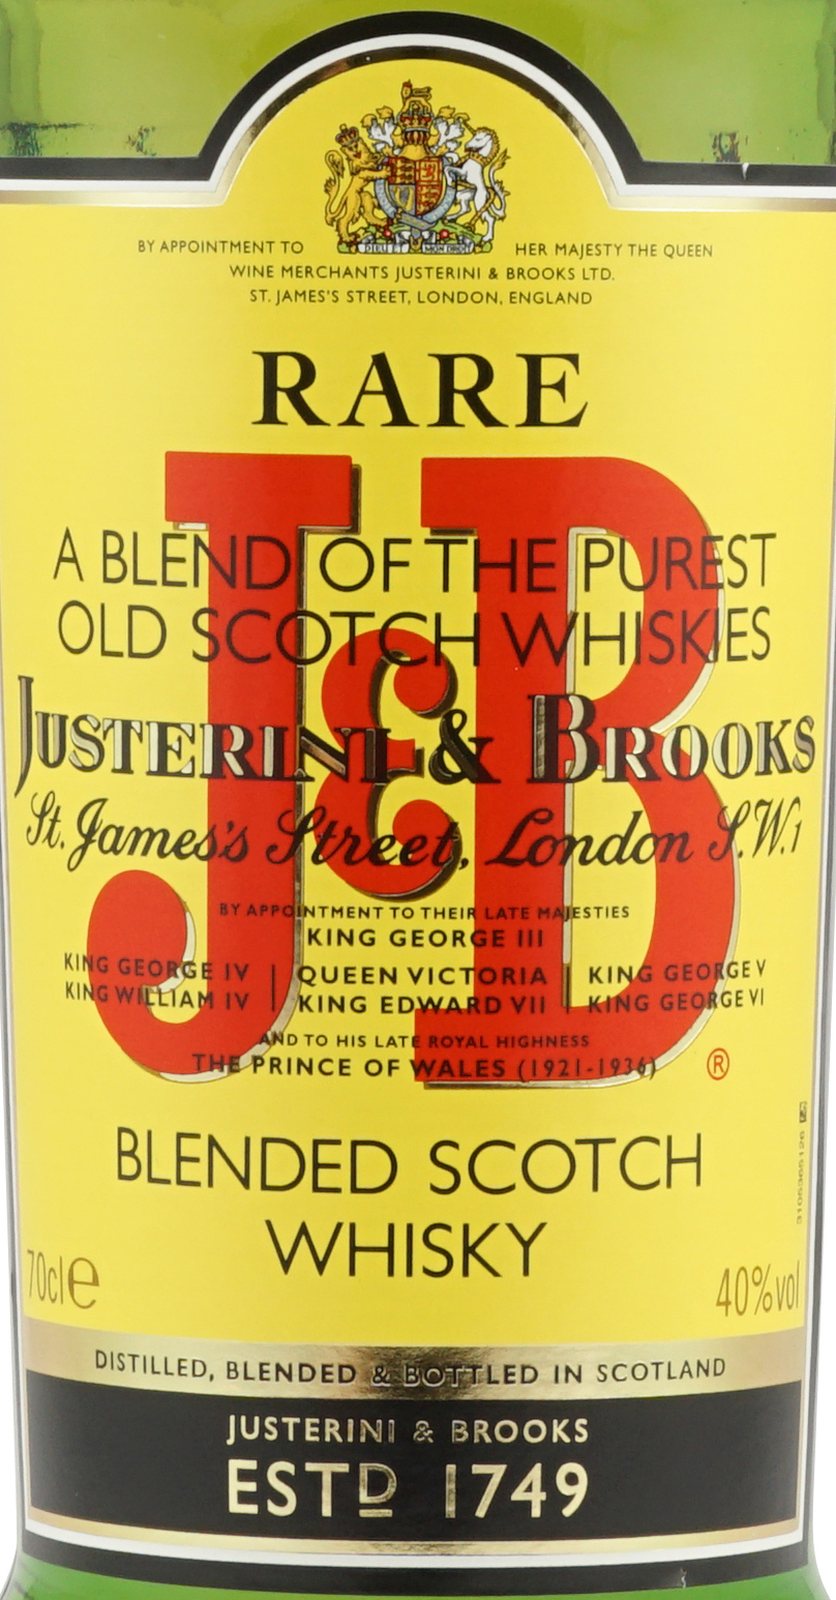 DIEU ET MON DROIT
BY APPOINTMENT TO HER MAJESTY THE QUEEN
WINE MERCHANTS JUSTERINI & BROOKS LTD.
ST. JAMES'S STREET, LONDON, ENGLAND
RARE
J&B
A BLEND OF THE PUREST
OLD SCOTCH WHISKIES
JUSTERINI & BROOKS
St. James's Street, London S.W.1
BY APPOINTMENT TO THEIR LATE MAJESTIES
KING GEORGE III
KING GEORGE IV | QUEEN VICTORIA | KING GEORGE V
KING WILLIAM IV | KING EDWARD VII | KING GEORGE VI
AND TO HIS LATE ROYAL HIGHNESS
THE PRINCE OF WALES (1921-1936)
®
BLENDED SCOTCH
WHISKY
70cl e
40%vol
DISTILLED, BLENDED & BOTTLED IN SCOTLAND
JUSTERINI & BROOKS
ESTD 1749